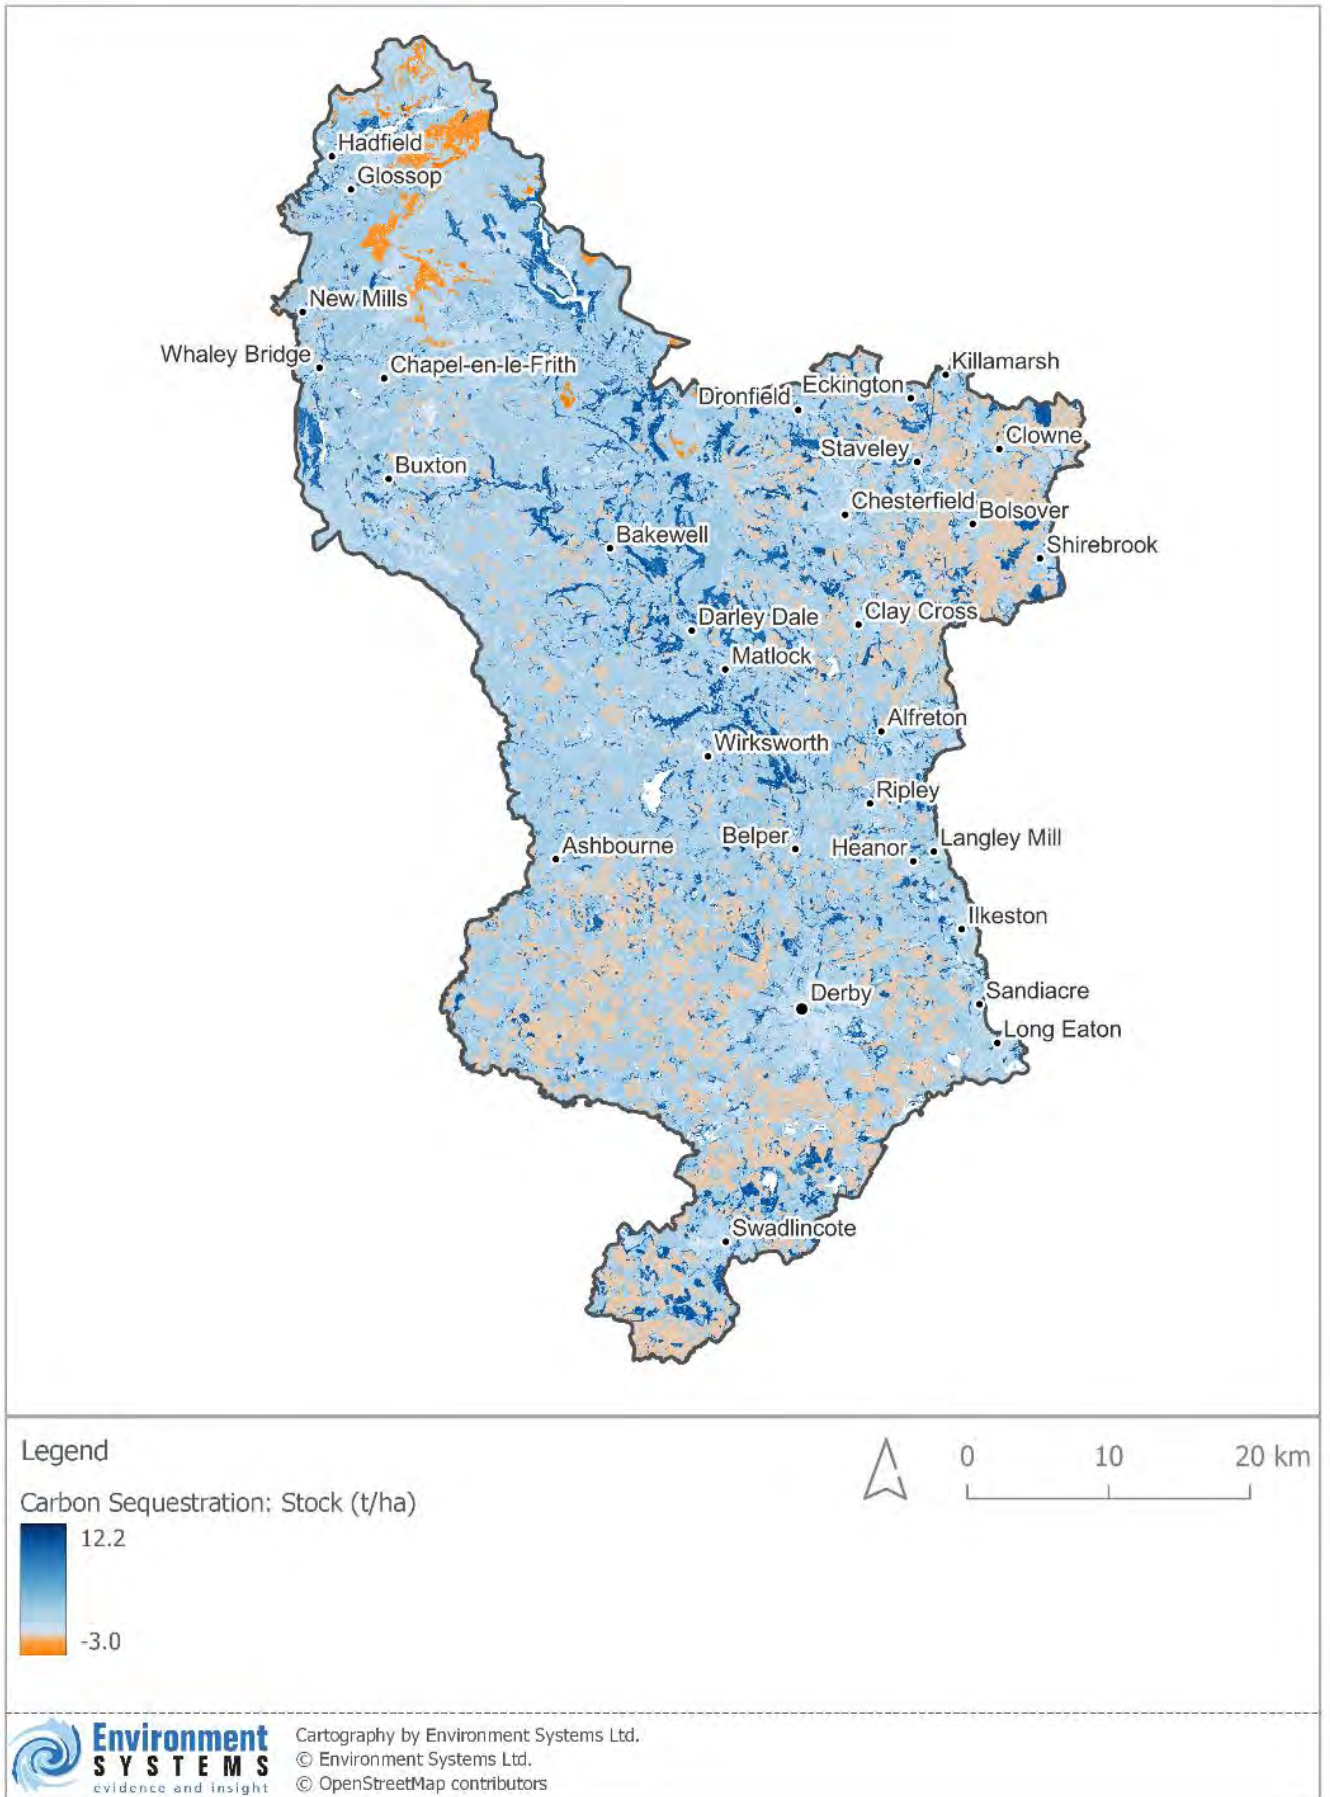 Hadfield
Glossop
New Mills
Whaley Bridge
Chapel-en-le-Frith
Killamarsh
Dronfield
Eckington
Clowne
Staveley
Buxton
Chesterfield
Bolsover
Bakewell
Shirebrook
Darley Dale
Clay Cross
Matlock
Alfreton
Wirksworth
Ripley
Ashbourne
Belper
Heanor
Langley Mill
Ilkeston
Derby
Sandiacre
Long Eaton
Swadlincote
Legend
0 10 20 km
Carbon Sequestration: Stock (t/ha)
12.2
-3.0
Environment
SYSTEMS
evidence and insight
Cartography by Environment Systems Ltd.
© Environment Systems Ltd.
© OpenStreetMap contributors